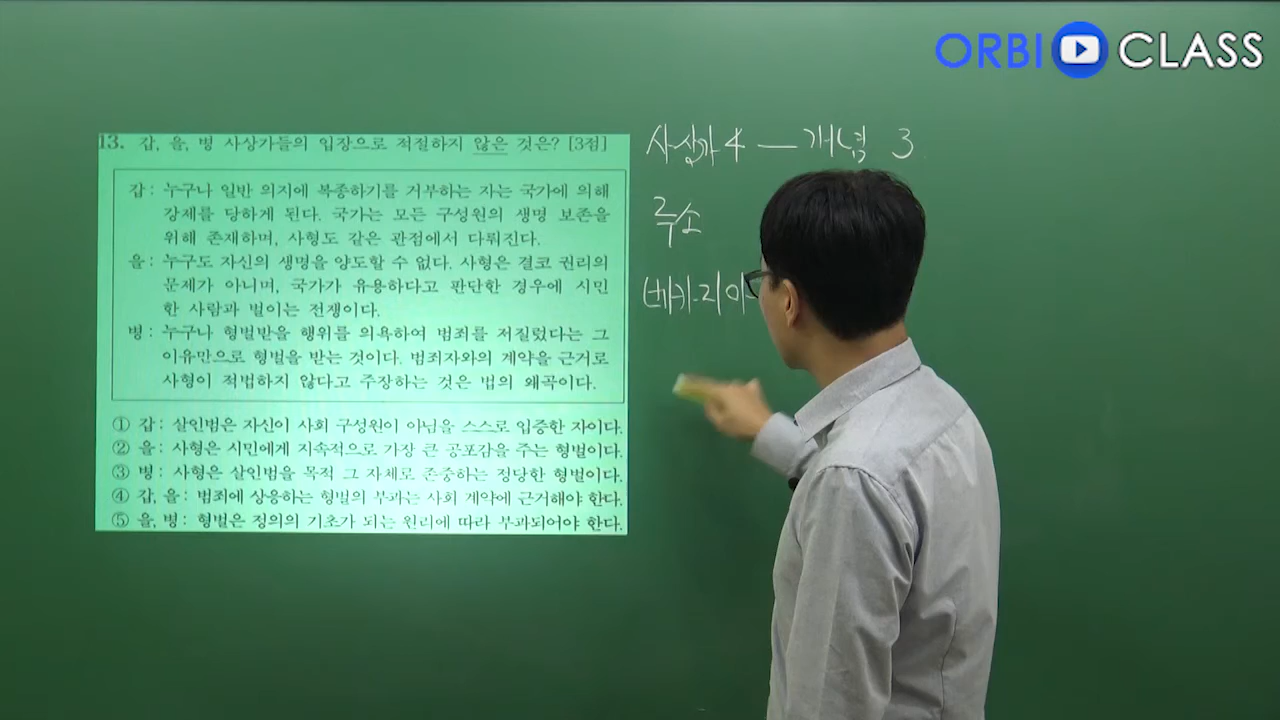 ORBI CLASS
13. 갑, 을, 병 사상가들의 입장으로 적절하지 않은 것은? [3점]
갑 : 누구나 일반 의지에 복종하기를 거부하는 자는 국가에 의해
강제를 당하게 된다. 국가는 모든 구성원의 생명 보존을
위해 존재하며, 사형도 같은 관점에서 다뤄진다.
을 : 누구도 자신의 생명을 양도할 수 없다. 사형은 결코 권리의
문제가 아니며, 국가가 유용하다고 판단한 경우에 시민
한 사람과 벌이는 전쟁이다.
병 : 누구나 형벌받을 행위를 의욕하여 범죄를 저질렀다는 그
이유만으로 형벌을 받는 것이다. 범죄자와의 계약을 근거로
사형이 적법하지 않다고 주장하는 것은 법의 왜곡이다.
① 갑 : 살인범은 자신이 사회 구성원이 아님을 스스로 입증한 자이다.
② 을 : 사형은 시민에게 지속적으로 가장 큰 공포감을 주는 형벌이다.
③ 병 : 사형은 살인범을 목적 그 자체로 존중하는 정당한 형벌이다.
④ 갑, 을 : 범죄에 상응하는 형벌의 부과는 사회 계약에 근거해야 한다.
⑤ 을, 병 : 형벌은 정의의 기초가 되는 원리에 따라 부과되어야 한다.
사상가 4 — 개념 3
루소
베카리아